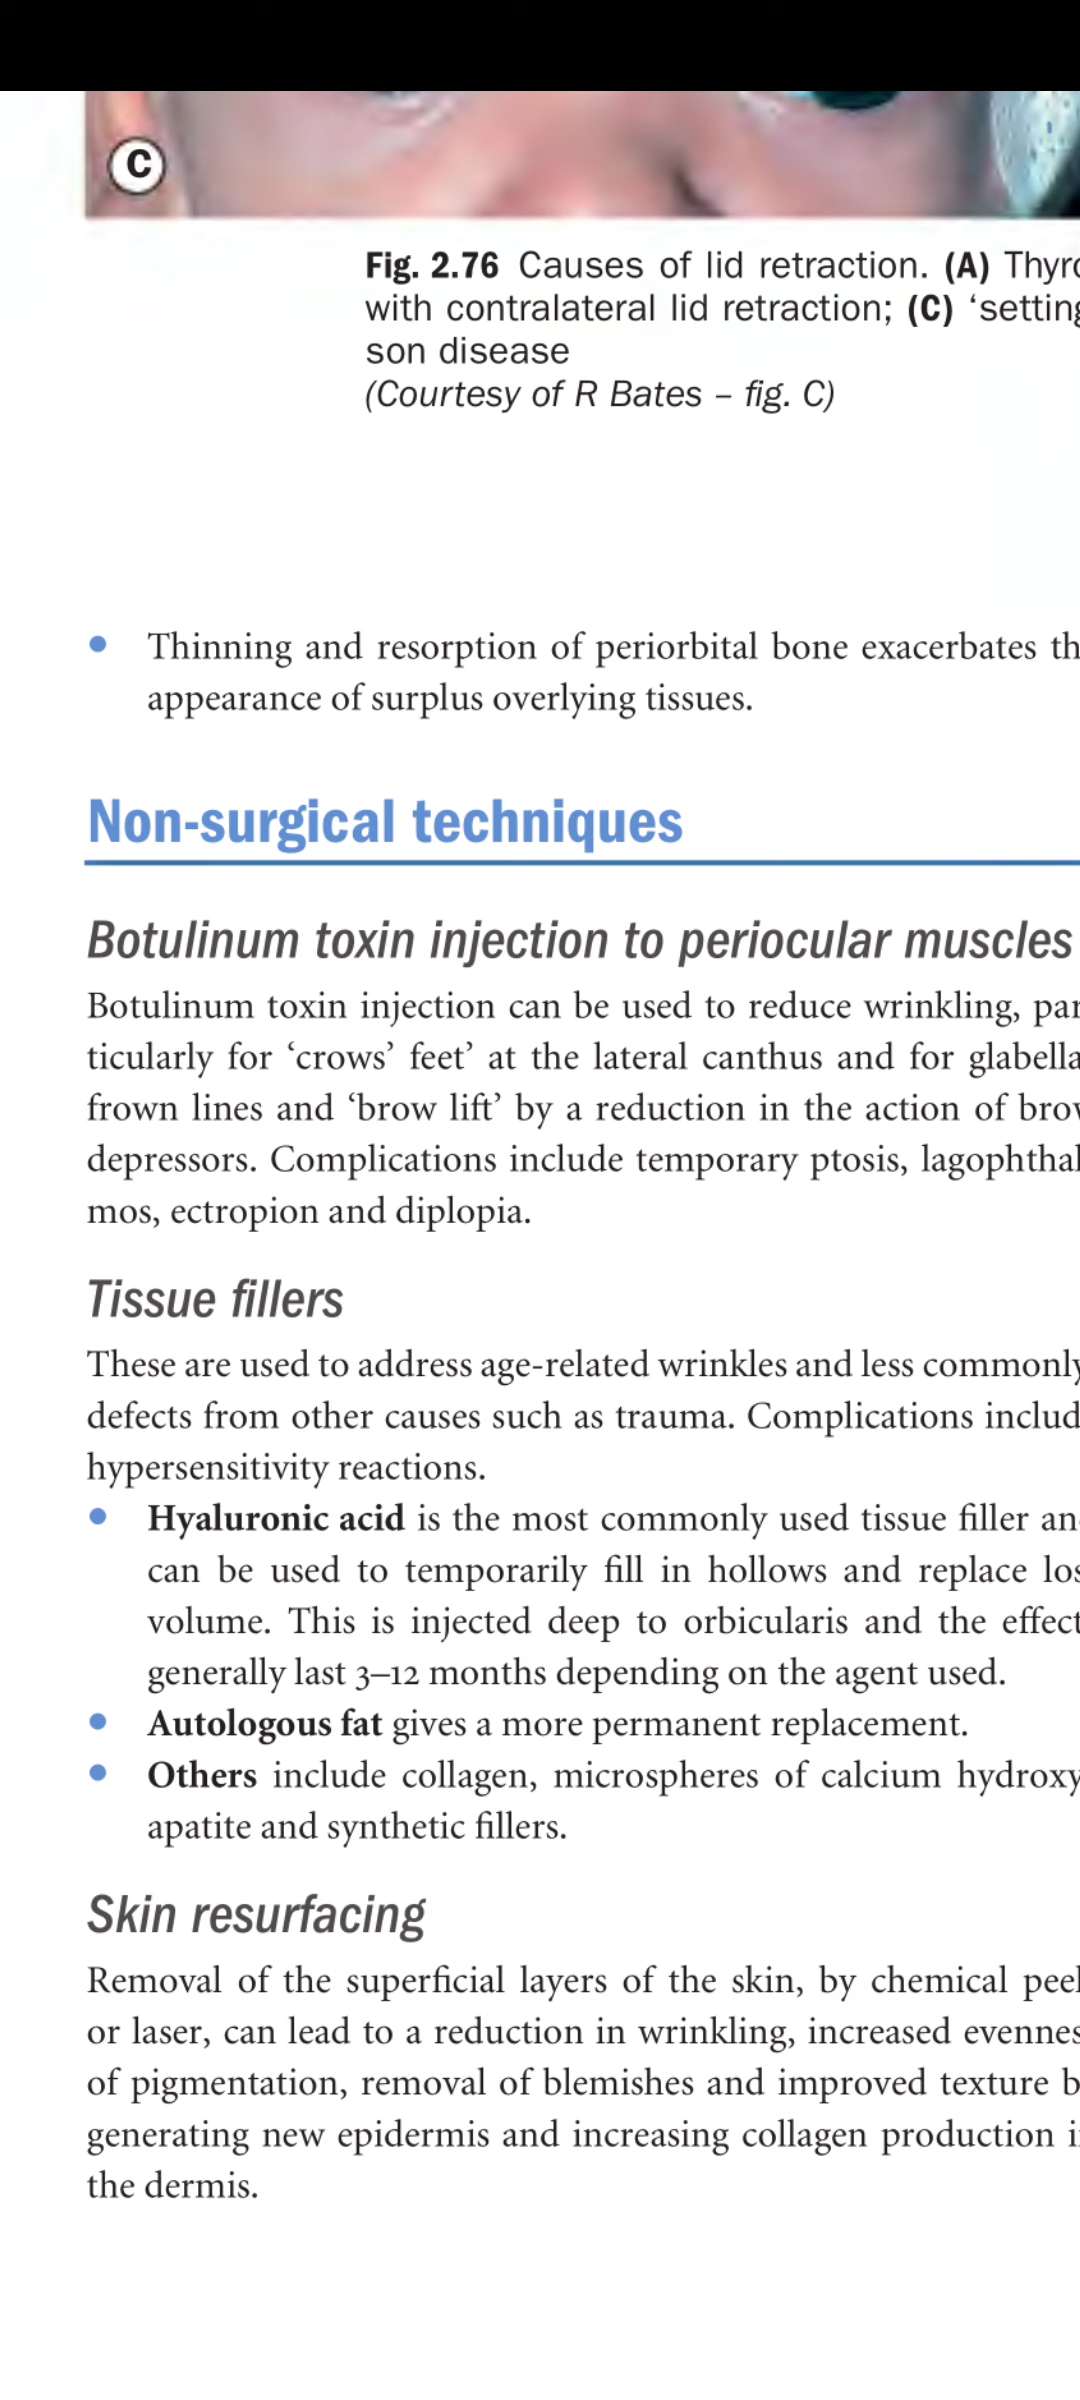 C
Fig. 2.76 Causes of lid retraction. (A)
with contralateral lid retraction; (C)
son disease
(Courtesy of R Bates – fig. C)
• Thinning and resorption of periorbital bone exacerbates
appearance of surplus overlying tissues.
Non-surgical techniques
Botulinum toxin injection to periocular muscles
Botulinum toxin injection can be used to reduce wrinkling, par
ticularly for ‘crows’ feet’ at the lateral canthus and for
frown lines and ‘brow lift’ by a reduction in the action of
depressors. Complications include temporary ptosis, lagophthal
mos, ectropion and diplopia.
Tissue fillers
These are used to address age-related wrinkles and less commonly
defects from other causes such as trauma. Complications includ
hypersensitivity reactions.
• Hyaluronic acid is the most commonly used tissue filler
can be used to temporarily fill in hollows and replace los
volume. This is injected deep to orbicularis and the effect
generally last 3–12 months depending on the agent used.
• Autologous fat gives a more permanent replacement.
• Others include collagen, microspheres of calcium hydroxy
apatite and synthetic fillers.
Skin resurfacing
Removal of the superficial layers of the skin, by chemical peel
or laser, can lead to a reduction in wrinkling, increased evennes
of pigmentation, removal of blemishes and improved texture b
generating new epidermis and increasing collagen production
the dermis.